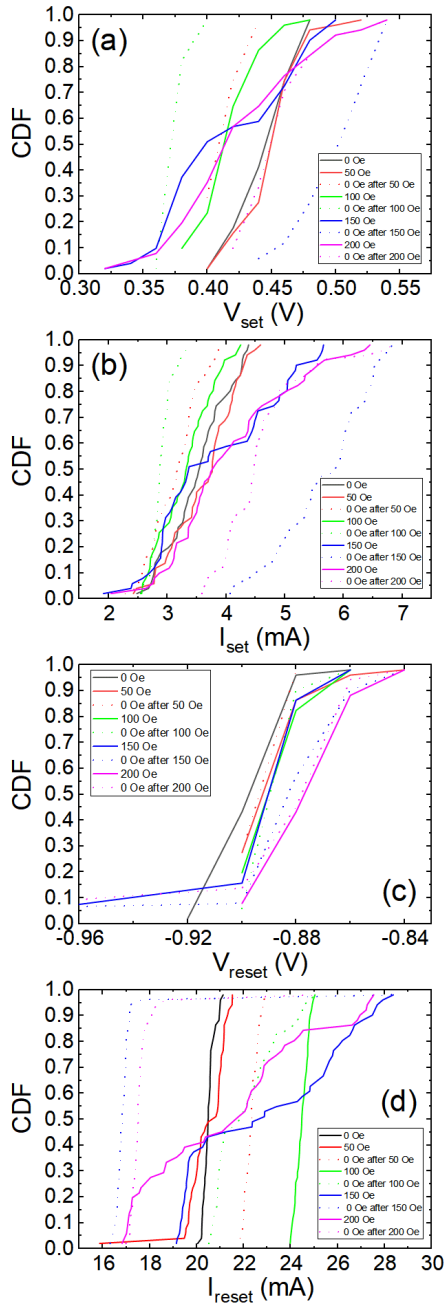 (a)
CDF
1.0
0.9
0.8
0.7
0.6
0.5
0.4
0.3
0.2
0.1
0.0
0 Oe
50 Oe
0 Oe after 50 Oe
100 Oe
0 Oe after 100 Oe
150 Oe
0 Oe after 150 Oe
200 Oe
0 Oe after 200 Oe
0.30 0.35 0.40 0.45 0.50 0.55
Vset (V)
(b)
CDF
1.0
0.9
0.8
0.7
0.6
0.5
0.4
0.3
0.2
0.1
0.0
0 Oe
50 Oe
0 Oe after 50 Oe
100 Oe
0 Oe after 100 Oe
150 Oe
0 Oe after 150 Oe
200 Oe
0 Oe after 200 Oe
2 3 4 5 6 7
Iset (mA)
CDF
1.0
0.9
0.8
0.7
0.6
0.5
0.4
0.3
0.2
0.1
0.0
0 Oe
50 Oe
0 Oe after 50 Oe
100 Oe
0 Oe after 100 Oe
150 Oe
0 Oe after 150 Oe
200 Oe
0 Oe after 200 Oe
(c)
-0.96 -0.92 -0.88 -0.84
Vreset (V)
(d)
CDF
1.0
0.9
0.8
0.7
0.6
0.5
0.4
0.3
0.2
0.1
0.0
0 Oe
50 Oe
0 Oe after 50 Oe
100 Oe
0 Oe after 100 Oe
150 Oe
0 Oe after 150 Oe
200 Oe
0 Oe after 200 Oe
16 18 20 22 24 26 28 30
Ireset (mA)